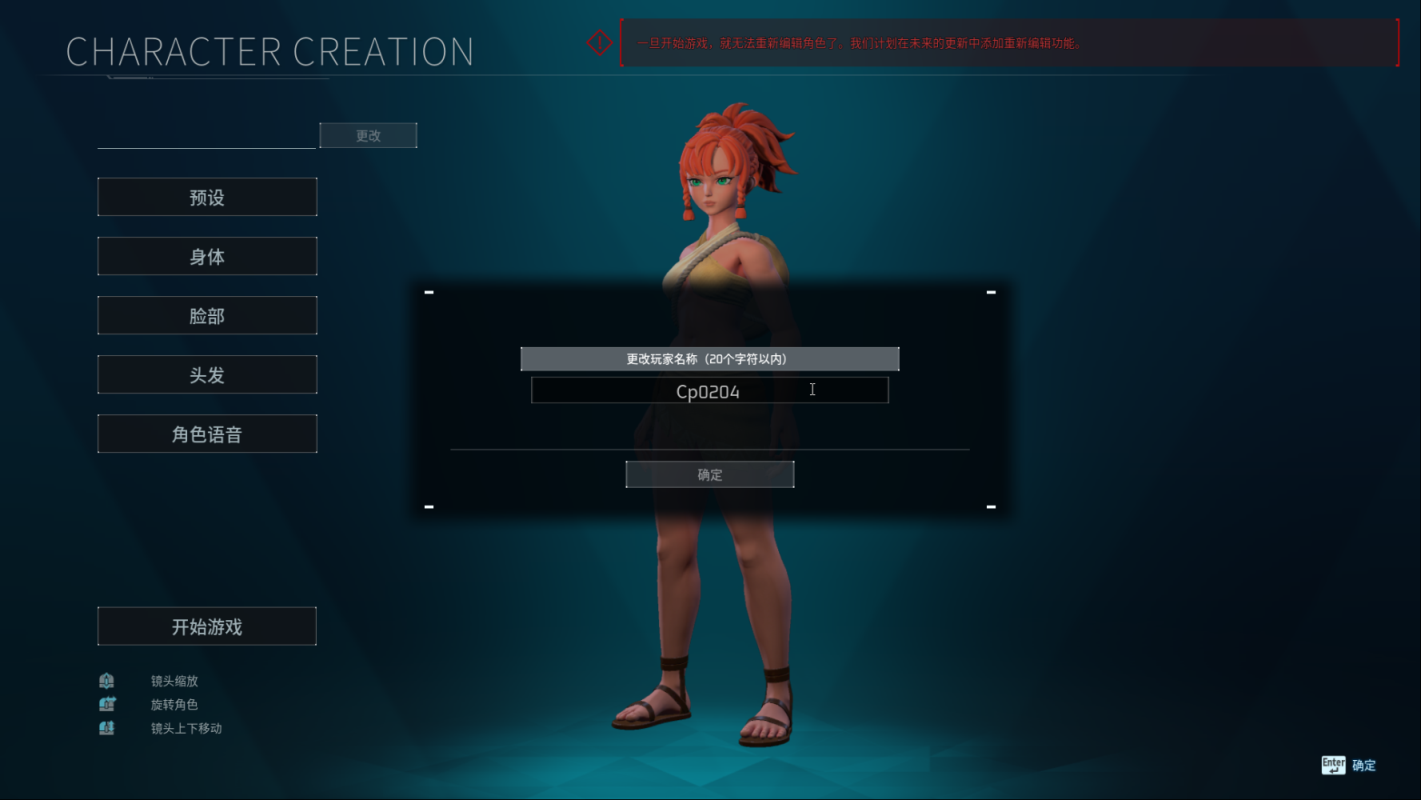 CHARACTER CREATION
一旦开始游戏，就无法重新编辑角色了。我们计划在未来的更新中添加重新编辑功能。
更改
预设
身体
脸部
头发
角色语音
更改玩家名称（20个字符以内）
Cp0204
确定
开始游戏
镜头缩放
旋转角色
镜头上下移动
Enter 确定